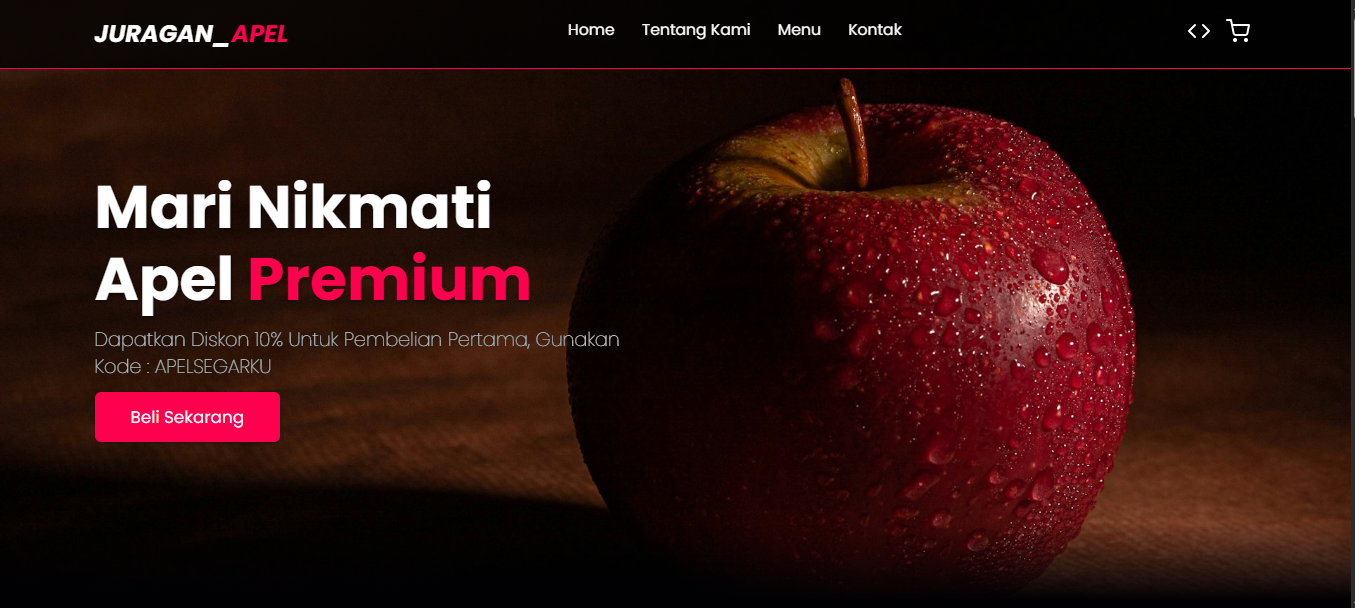 JURAGAN_APEL
Home
Tentang Kami
Menu
Kontak
Mari Nikmati
Apel Premium
Dapatkan Diskon 10% Untuk Pembelian Pertama, Gunakan
Kode : APELSEGARKU
Beli Sekarang